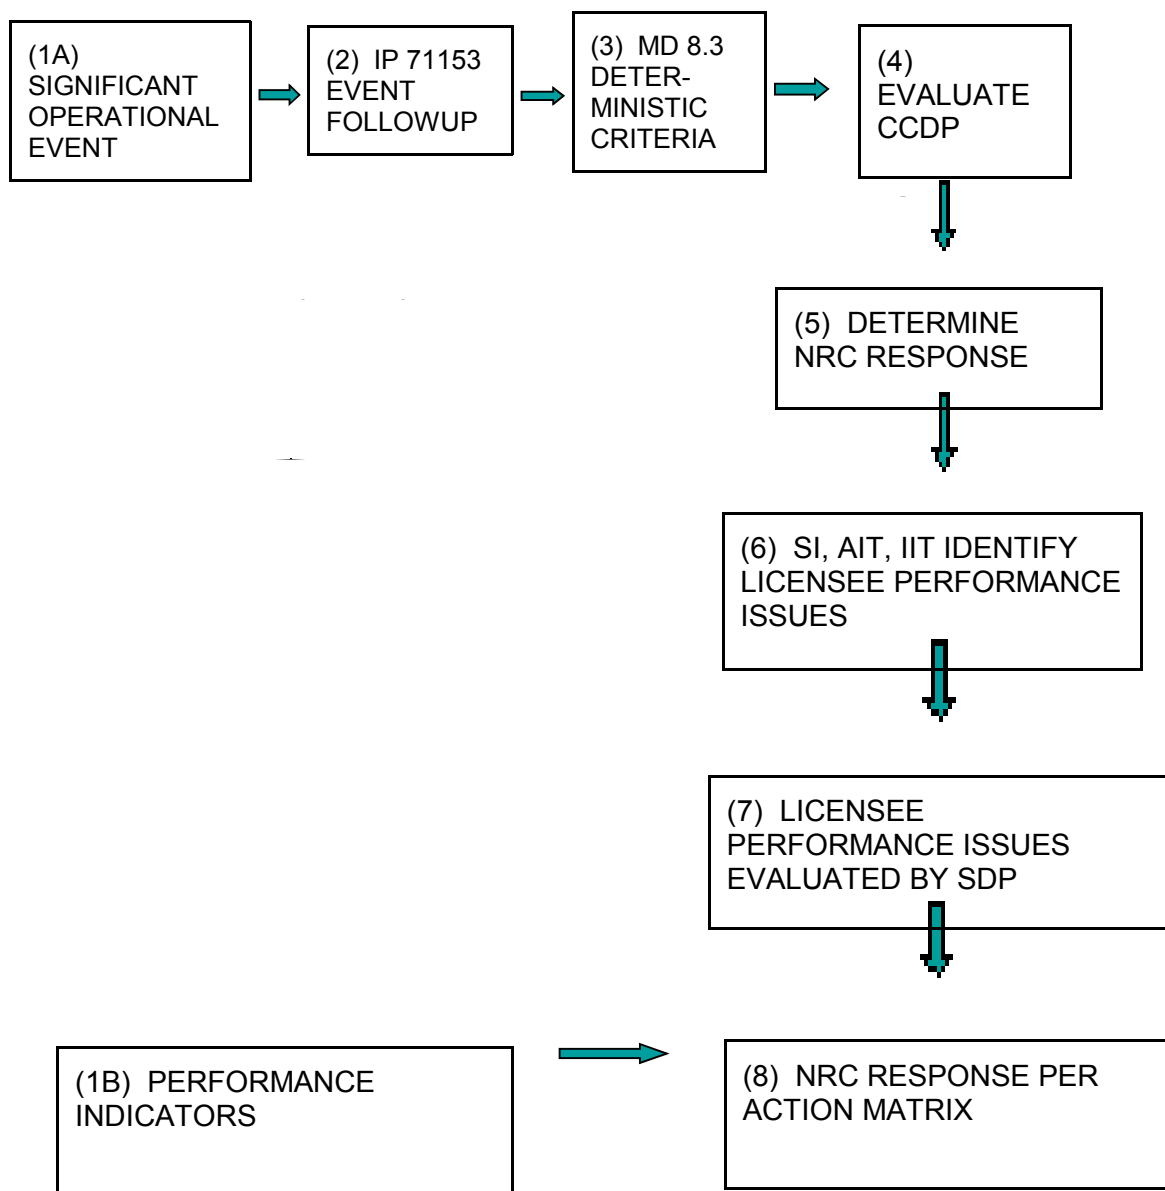 (1A)
SIGNIFICANT
OPERATIONAL
EVENT
(2) IP 71153
EVENT
FOLLOWUP
(3) MD 8.3
DETER-
MINISTIC
CRITERIA
(4)
EVALUATE
CCDP
(5) DETERMINE
NRC RESPONSE
(6) SI, AIT, IIT IDENTIFY
LICENSEE PERFORMANCE
ISSUES
(7) LICENSEE
PERFORMANCE ISSUES
EVALUATED BY SDP
(1B) PERFORMANCE
INDICATORS
(8) NRC RESPONSE PER
ACTION MATRIX